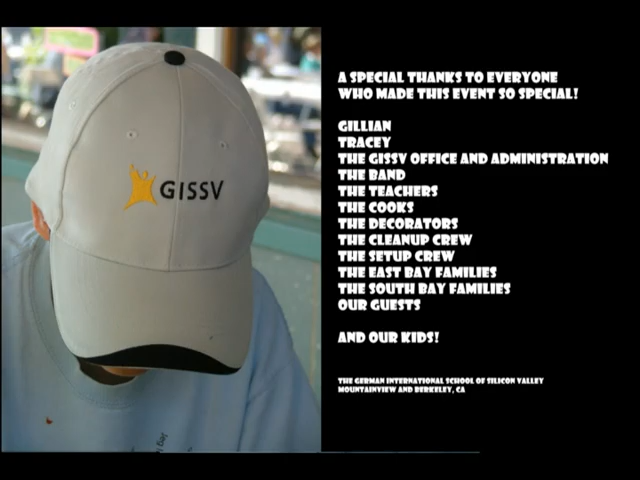 GISSV
A SPECIAL THANKS TO EVERYONE
WHO MADE THIS EVENT SO SPECIAL!
GILLIAN
TRACEY
THE GISSV OFFICE AND ADMINISTRATION
THE BAND
THE TEACHERS
THE COOKS
THE DECORATORS
THE CLEANUP CREW
THE SETUP CREW
THE EAST BAY FAMILIES
THE SOUTH BAY FAMILIES
OUR GUESTS
AND OUR KIDS!
THE GERMAN INTERNATIONAL SCHOOL OF SILICON VALLEY
MOUNTAINVIEW AND BERKELEY, CA